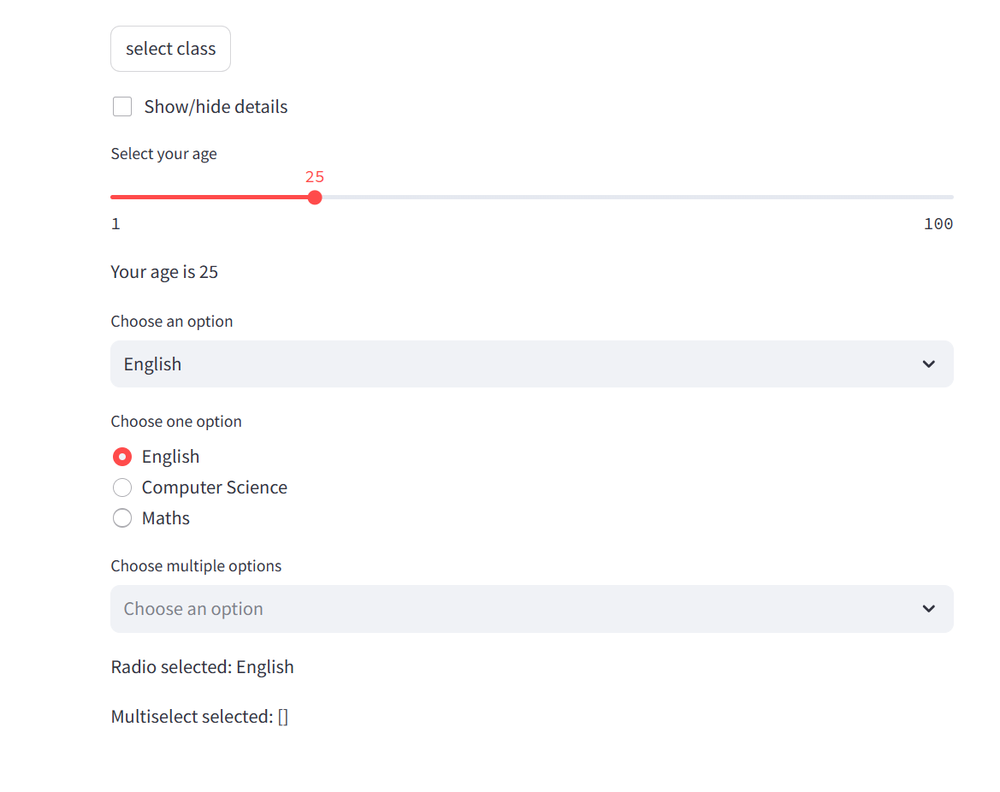 select class
Show/hide details
Select your age
25
1
100
Your age is 25
Choose an option
English
Choose one option
English
Computer Science
Maths
Choose multiple options
Choose an option
Radio selected: English
Multiselect selected: []